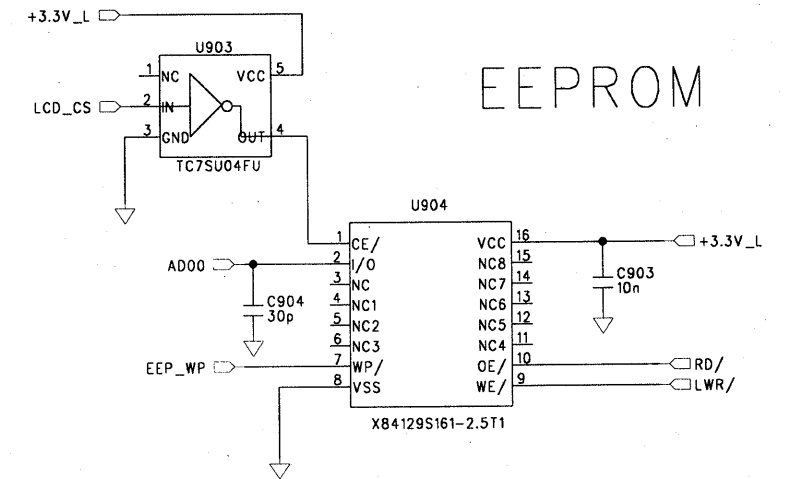 +3.3V_L
U903
1 NC VCC 5
EEPROM
LCD_CS 2 IN
3 GND OUT 4
TC7SU04FU
U904
1 CE/ VCC 16 +3.3V_L
AD00 2 I/O NC8 15
3 NC NC7 14 C903
C904 4 NC1 NC6 13 10n
30p 5 NC2 NC5 12
6 NC3 NC4 11
EEP_WP 7 WP/ OE/ 10 RD/
8 VSS WE/ 9 LWR/
X84129S161-2.5T1